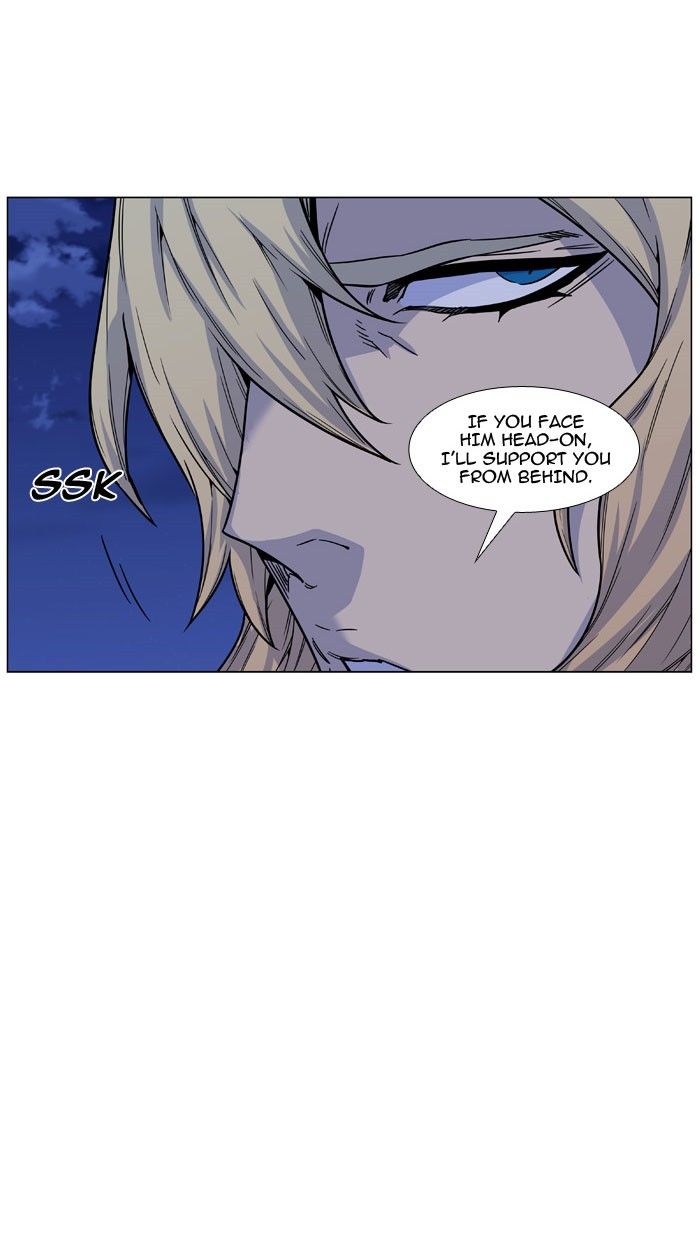 IF YOU FACE
HIM HEAD-ON,
I'LL SUPPORT YOU
FROM BEHIND.
SSK